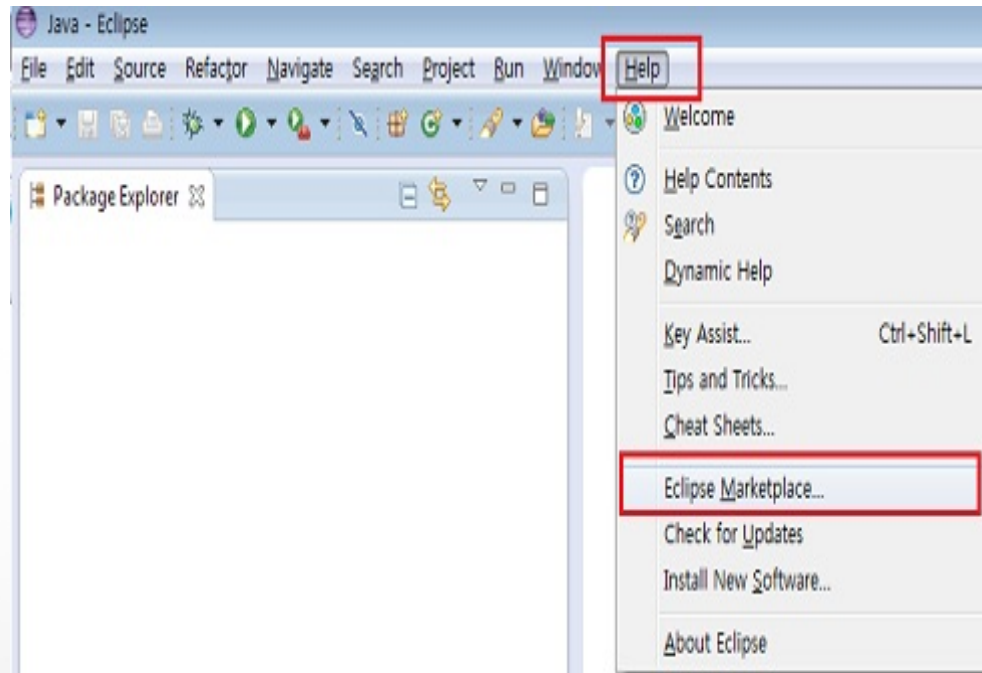 Java - Eclipse
File Edit Source Refactor Navigate Search Project Run Window Help
Package Explorer
Welcome
Help Contents
Search
Dynamic Help
Key Assist... Ctrl+Shift+L
Tips and Tricks...
Cheat Sheets...
Eclipse Marketplace...
Check for Updates
Install New Software...
About Eclipse